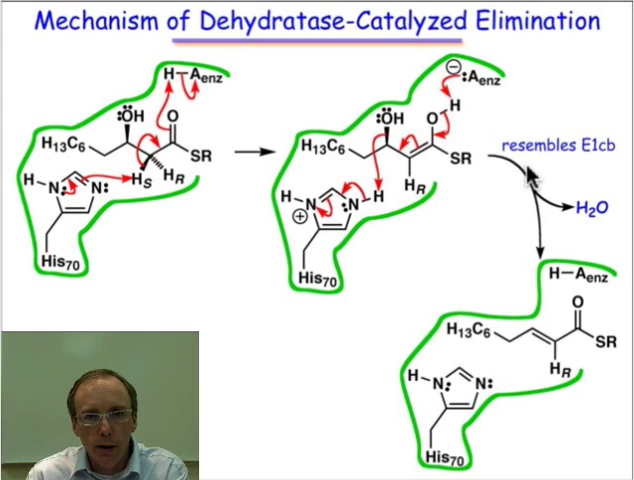 Mechanism of Dehydratase-Catalyzed Elimination
H–Aenz
:ÖH
O
H13C6
SR
HS
HR
H
N:
N:
His70
⊖
:Aenz
H
:ÖH
O
H13C6
SR
HR
H
N
⊕
:N
H
His70
resembles E1cb
H2O
H–Aenz
O
H13C6
SR
HR
H
N:
N:
His70